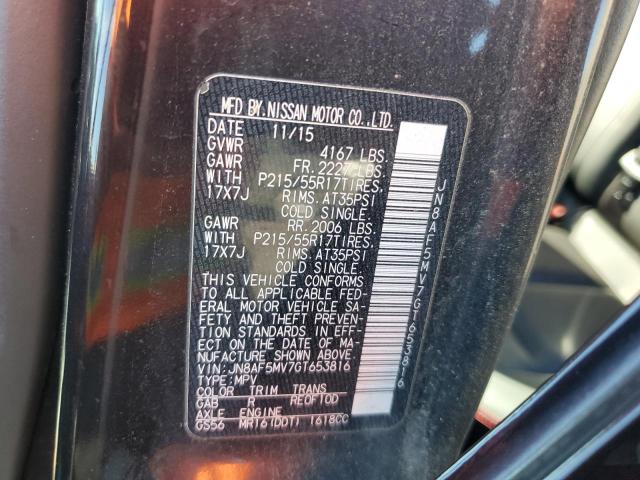 MFD BY. NISSAN MOTOR CO., LTD.
DATE 11/15
GVWR 4167 LBS.
GAWR FR. 2227 LBS.
WITH P215/55R17TIRES.
17X7J RIMS. AT35PSI
COLD SINGLE.
GAWR RR. 2006 LBS.
WITH P215/55R17TIRES.
17X7J RIMS. AT35PSI
COLD SINGLE.
THIS VEHICLE CONFORMS
TO ALL APPLICABLE FED-
ERAL MOTOR VEHICLE SA-
FETY AND THEFT PREVEN-
TION STANDARDS IN EFF-
ECT ON THE DATE OF MA-
NUFACTURE SHOWN ABOVE.
VIN: JN8AF5MV7GT653816
TYPE: MPV
COLOR TRIM TRANS
GAB R RE0F10D
AXLE ENGINE
GS56 MR16(DDT) 1618CC
JN8AF5MV7GT653816